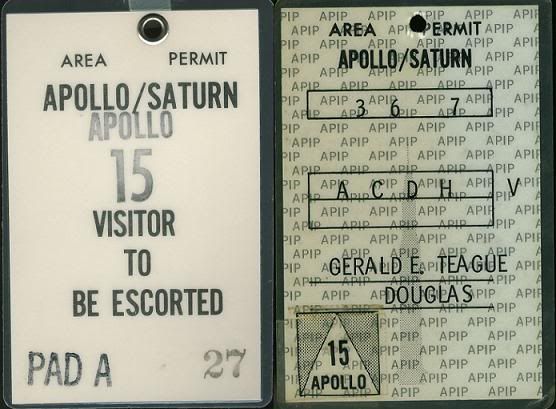 AREA PERMIT
APOLLO/SATURN
APOLLO
15
VISITOR
TO
BE ESCORTED
PAD A 27
AREA PERMIT
APOLLO/SATURN
3 6 7
A C D H V
GERALD E. TEAGUE
DOUGLAS
15
APOLLO
APIP